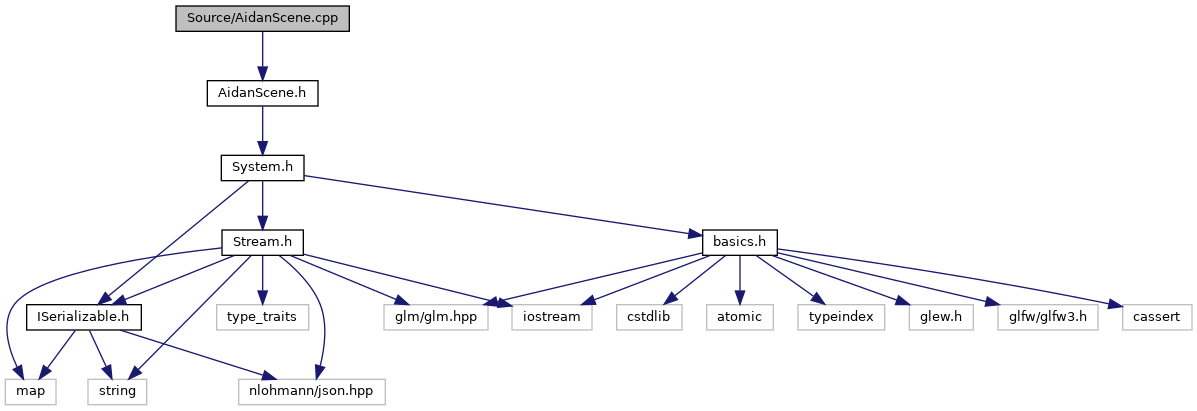 Source/AidanScene.cpp
AidanScene.h
System.h
Stream.h
basics.h
ISerializable.h
type_traits
glm/glm.hpp
iostream
cstdlib
atomic
typeindex
glew.h
glfw/glfw3.h
cassert
map
string
nlohmann/json.hpp